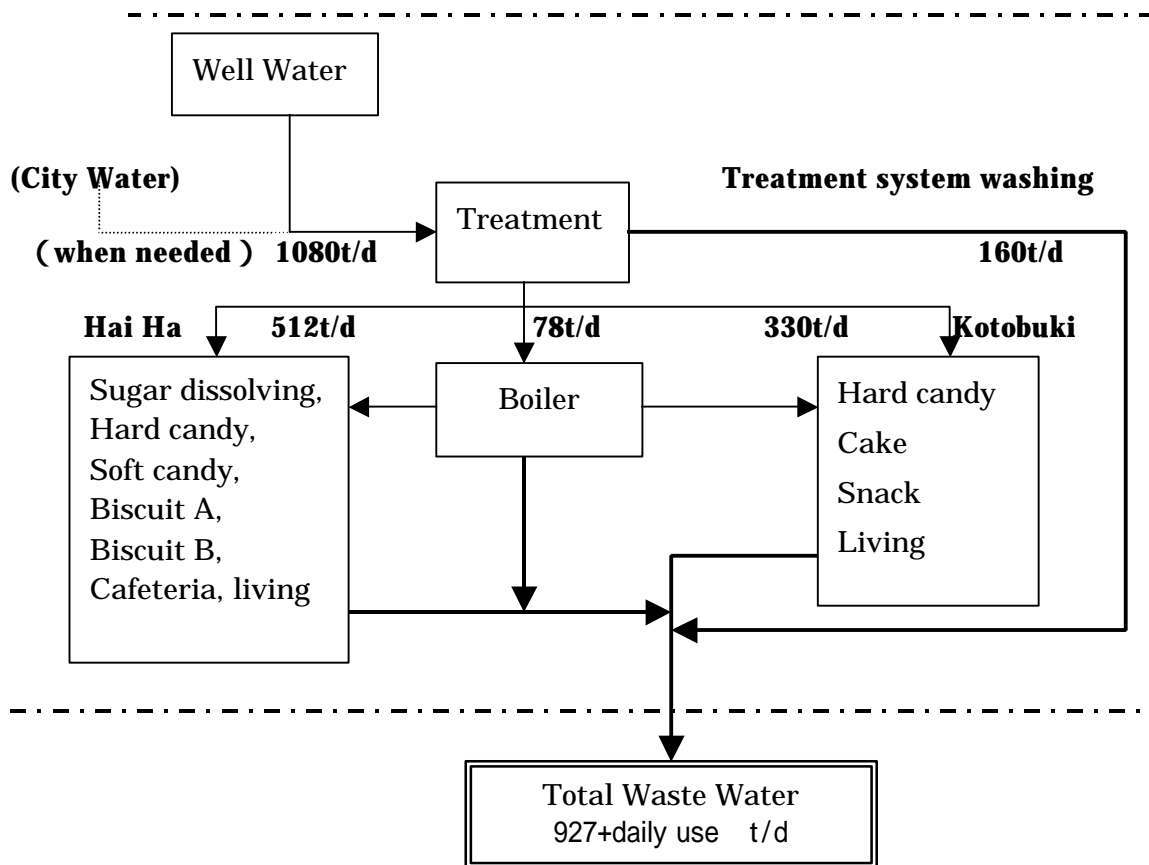 Well Water
(City Water)
Treatment system washing
Treatment
( when needed ) 1080t/d
160t/d
Hai Ha
512t/d
78t/d
330t/d
Kotobuki
Sugar dissolving,
Hard candy,
Soft candy,
Biscuit A,
Biscuit B,
Cafeteria, living
Boiler
Hard candy
Cake
Snack
Living
Total Waste Water
927+daily use t/d